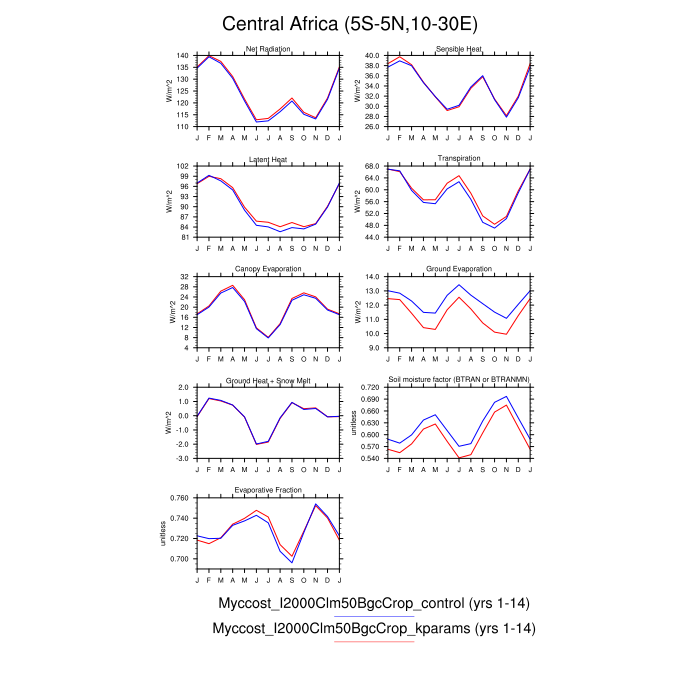 Central Africa (5S-5N,10-30E)
Net Radiation
W/m^2
140
135
130
125
120
115
110
J F M A M J J A S O N D J
Sensible Heat
W/m^2
40.0
38.0
36.0
34.0
32.0
30.0
28.0
26.0
J F M A M J J A S O N D J
Latent Heat
W/m^2
102
99
96
93
90
87
84
81
J F M A M J J A S O N D J
Transpiration
W/m^2
68.0
64.0
60.0
56.0
52.0
48.0
44.0
J F M A M J J A S O N D J
Canopy Evaporation
W/m^2
32
28
24
20
16
12
8
4
J F M A M J J A S O N D J
Ground Evaporation
W/m^2
14.0
13.0
12.0
11.0
10.0
9.0
J F M A M J J A S O N D J
Ground Heat + Snow Melt
W/m^2
2.0
1.0
0.0
-1.0
-2.0
-3.0
J F M A M J J A S O N D J
Soil moisture factor (BTRAN or BTRANMN)
unitless
0.720
0.690
0.660
0.630
0.600
0.570
0.540
J F M A M J J A S O N D J
Evaporative Fraction
unitless
0.760
0.740
0.720
0.700
J F M A M J J A S O N D J
Myccost_I2000Clm50BgcCrop_control (yrs 1-14)
Myccost_I2000Clm50BgcCrop_kparams (yrs 1-14)